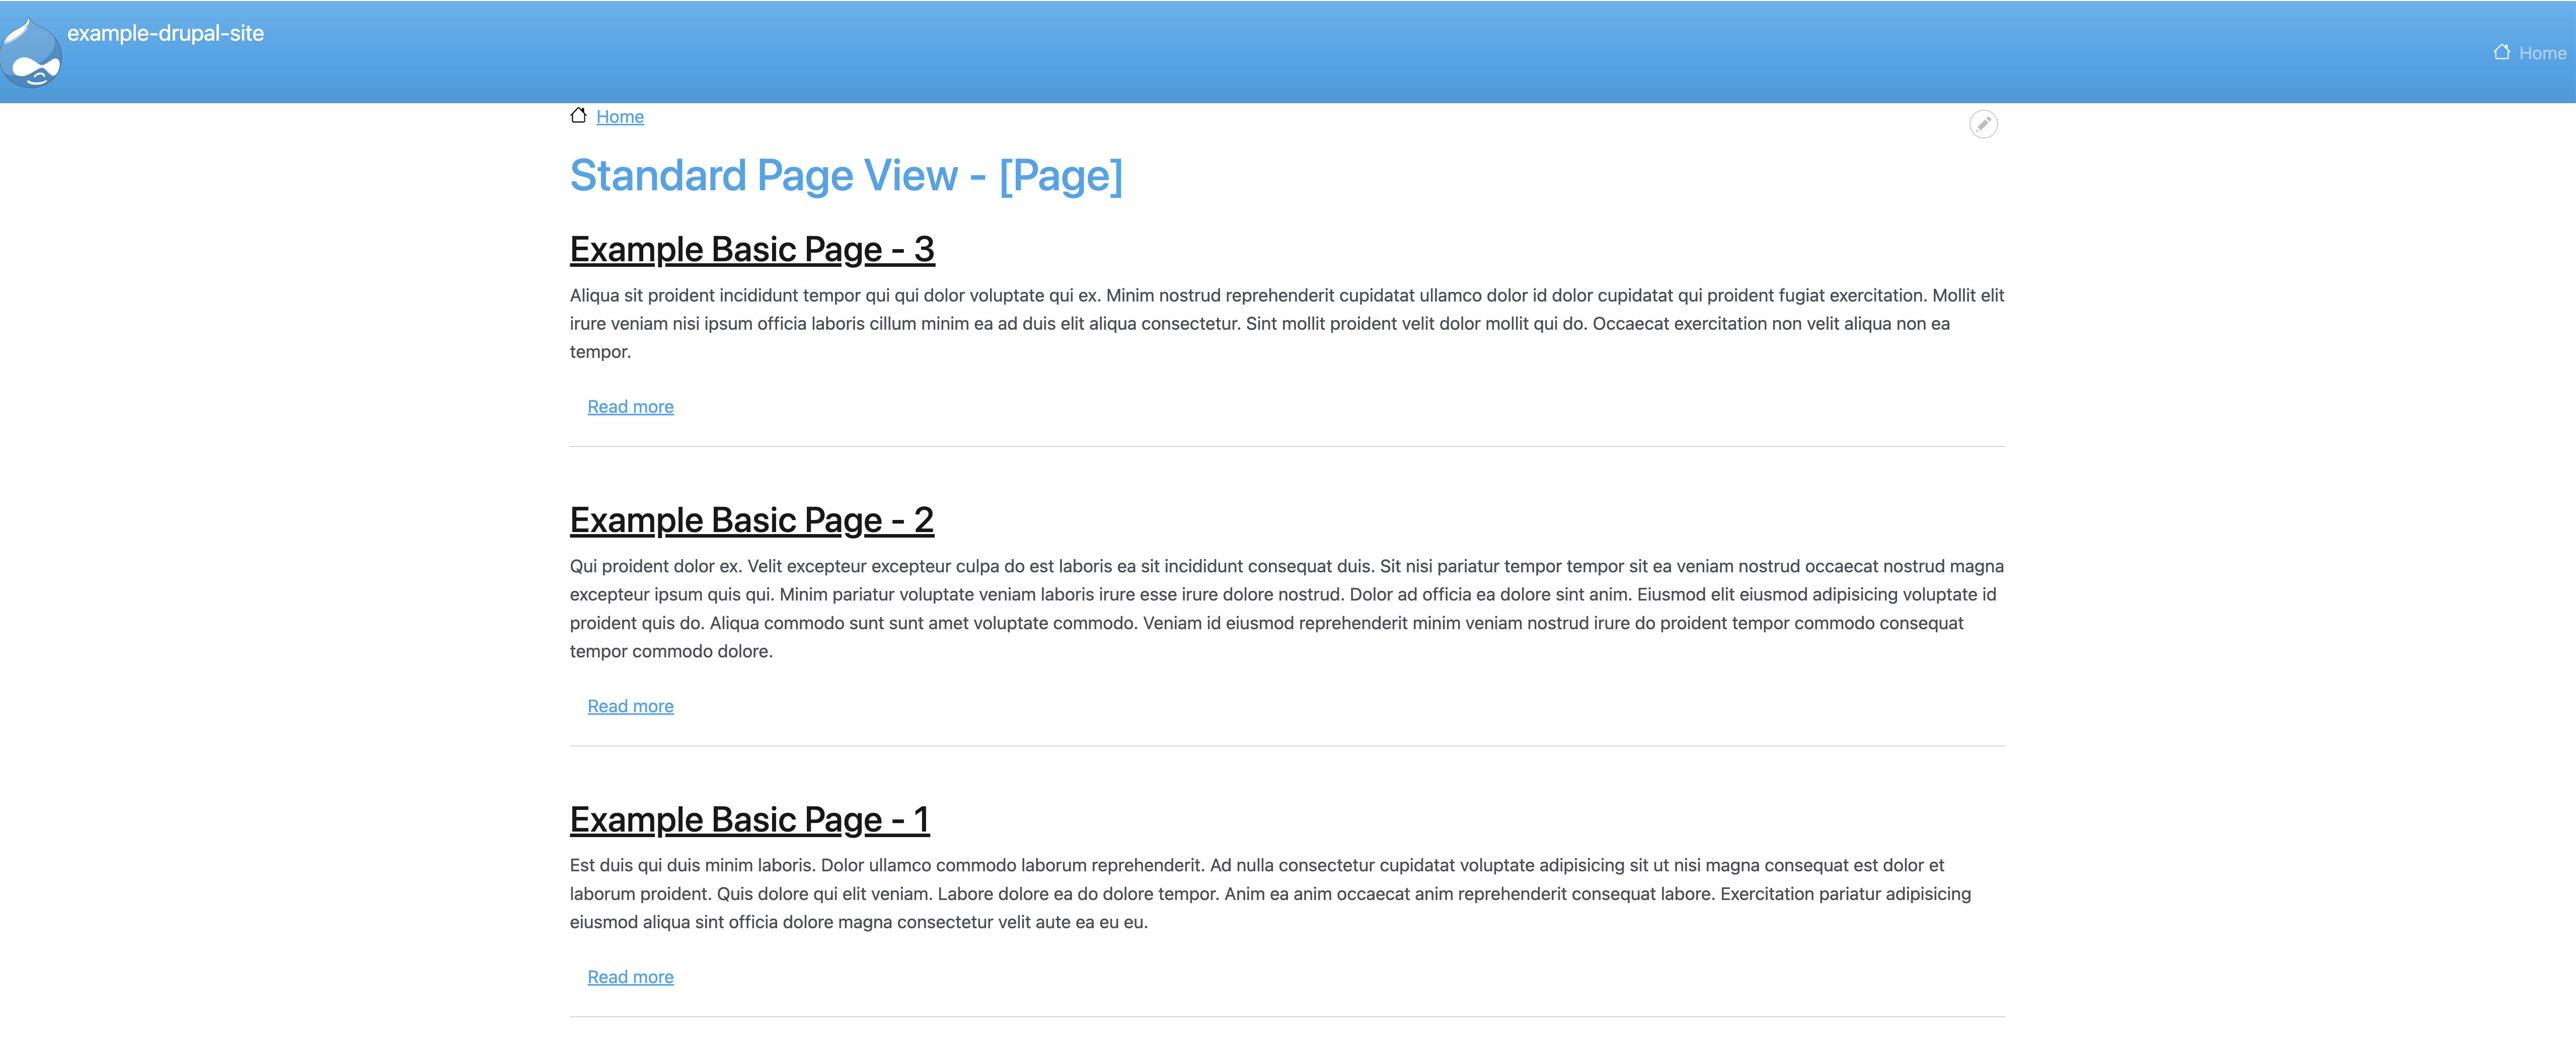 example-drupal-site
Home
Home
Standard Page View - [Page]
Example Basic Page - 3
Aliqua sit proident incididunt tempor qui qui dolor voluptate qui ex. Minim nostrud reprehenderit cupidatat ullamco dolor id dolor cupidatat qui proident fugiat exercitation. Mollit elit
irure veniam nisi ipsum officia laboris cillum minim ea ad duis elit aliqua consectetur. Sint mollit proident velit dolor mollit qui do. Occaecat exercitation non velit aliqua non ea
tempor.
Read more
Example Basic Page - 2
Qui proident dolor ex. Velit excepteur excepteur culpa do est laboris ea sit incididunt consequat duis. Sit nisi pariatur tempor tempor sit ea veniam nostrud occaecat nostrud magna
excepteur ipsum quis qui. Minim pariatur voluptate veniam laboris irure esse irure dolore nostrud. Dolor ad officia ea dolore sint anim. Eiusmod elit eiusmod adipisicing voluptate id
proident quis do. Aliqua commodo sunt sunt amet voluptate commodo. Veniam id eiusmod reprehenderit minim veniam nostrud irure do proident tempor commodo consequat
tempor commodo dolore.
Read more
Example Basic Page - 1
Est duis qui duis minim laboris. Dolor ullamco commodo laborum reprehenderit. Ad nulla consectetur cupidatat voluptate adipisicing sit ut nisi magna consequat est dolor et
laborum proident. Quis dolore qui elit veniam. Labore dolore ea do dolore tempor. Anim ea anim occaecat anim reprehenderit consequat labore. Exercitation pariatur adipisicing
eiusmod aliqua sint officia dolore magna consectetur velit aute ea eu eu.
Read more